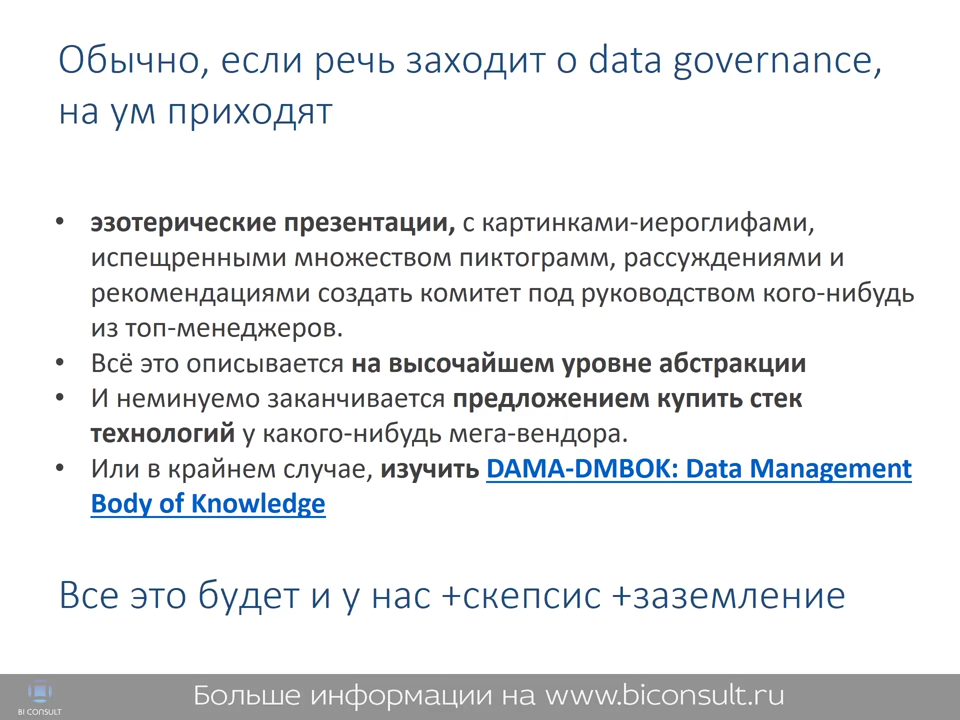 Обычно, если речь заходит о data governance,
на ум приходят
• эзотерические презентации, с картинками-иероглифами,
испещренными множеством пиктограмм, рассуждениями и
рекомендациями создать комитет под руководством кого-нибудь
из топ-менеджеров.
• Всё это описывается на высочайшем уровне абстракции
• И неминуемо заканчивается предложением купить стек
технологий у какого-нибудь мега-вендора.
• Или в крайнем случае, изучить DAMA-DMBOK: Data Management
Body of Knowledge
Все это будет и у нас +скепсис +заземление
BI CONSULT
Больше информации на www.biconsult.ru